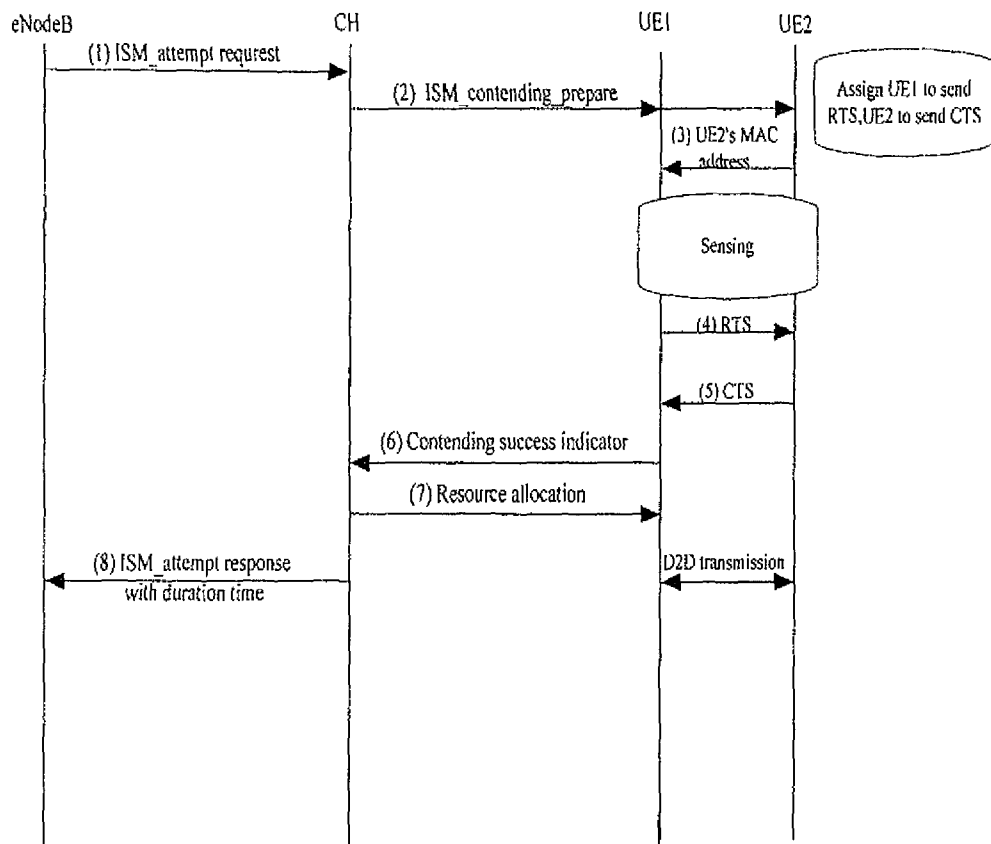 eNodeB
CH
UE1
UE2
(1) ISM_attempt requrest
(2) ISM_contending_prepare
Assign UE1 to send
RTS,UE2 to send CTS
(3) UE2's MAC
address
Sensing
(4) RTS
(5) CTS
(6) Contending success indicator
(7) Resource allocation
(8) ISM_attempt response
with duration time
D2D transmission